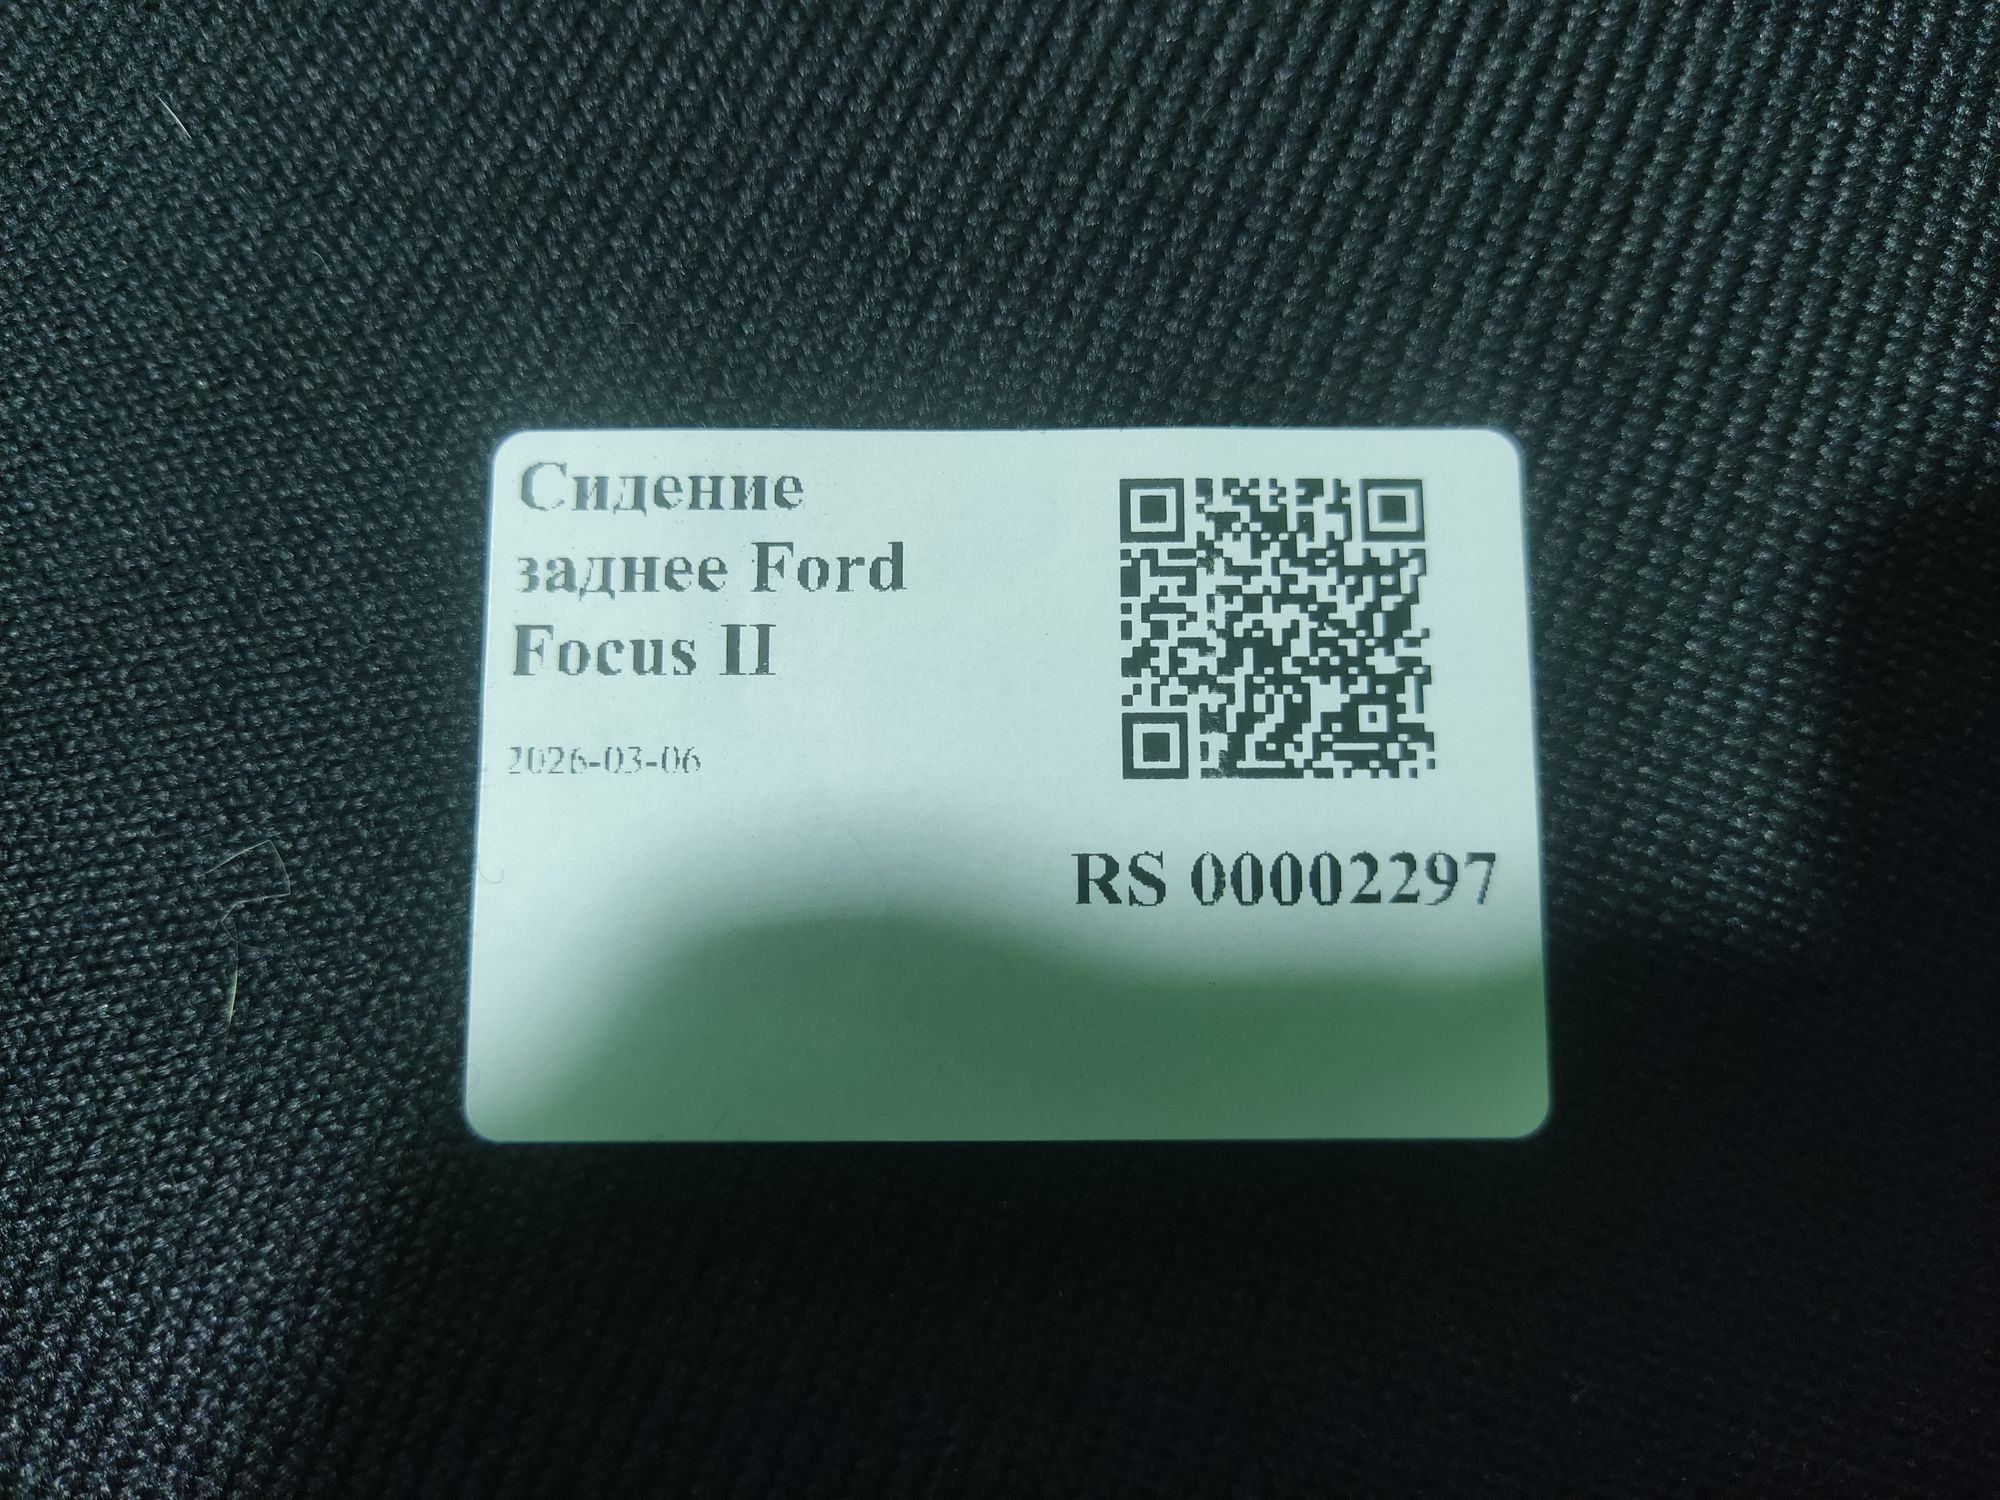 Сидение
заднее Ford
Focus II
2026-03-06
RS 00002297